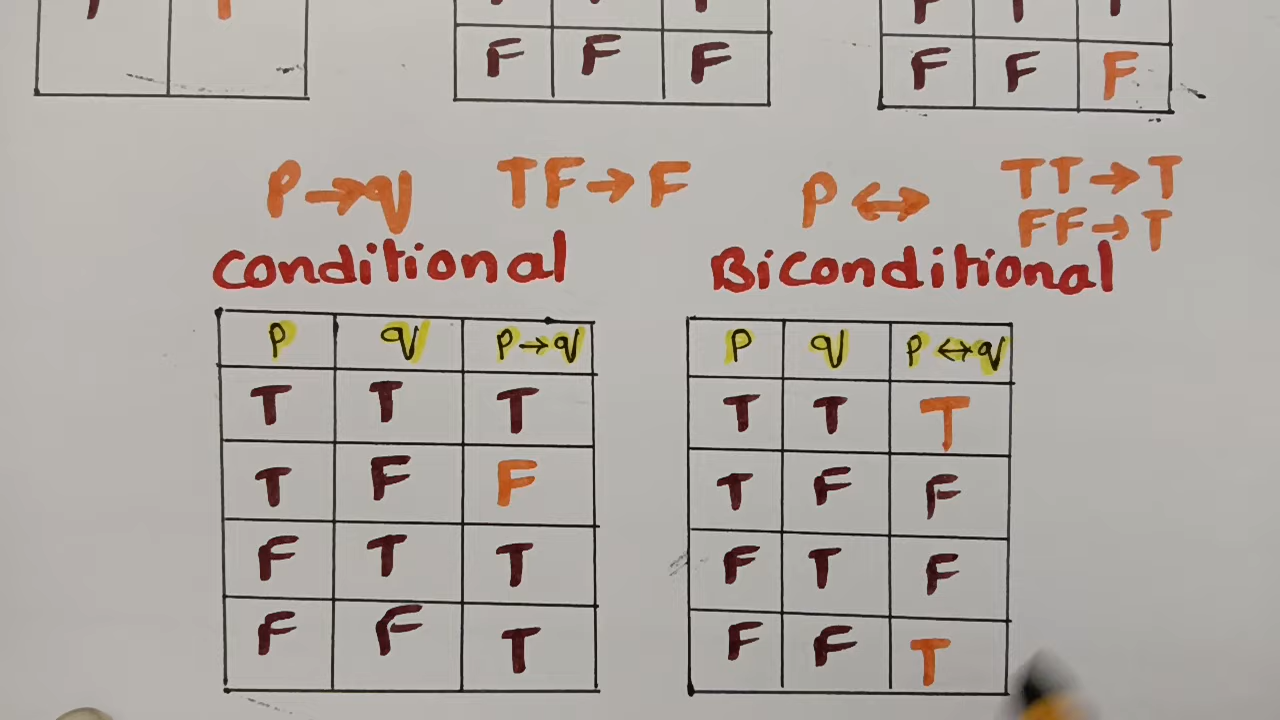 F F F F F F
P→q TF→F P↔ TT→T
FF→T
Conditional Biconditional
P q P→q P q P↔q
T T T T T T
T F F T F F
F T T F T F
F F T F F T